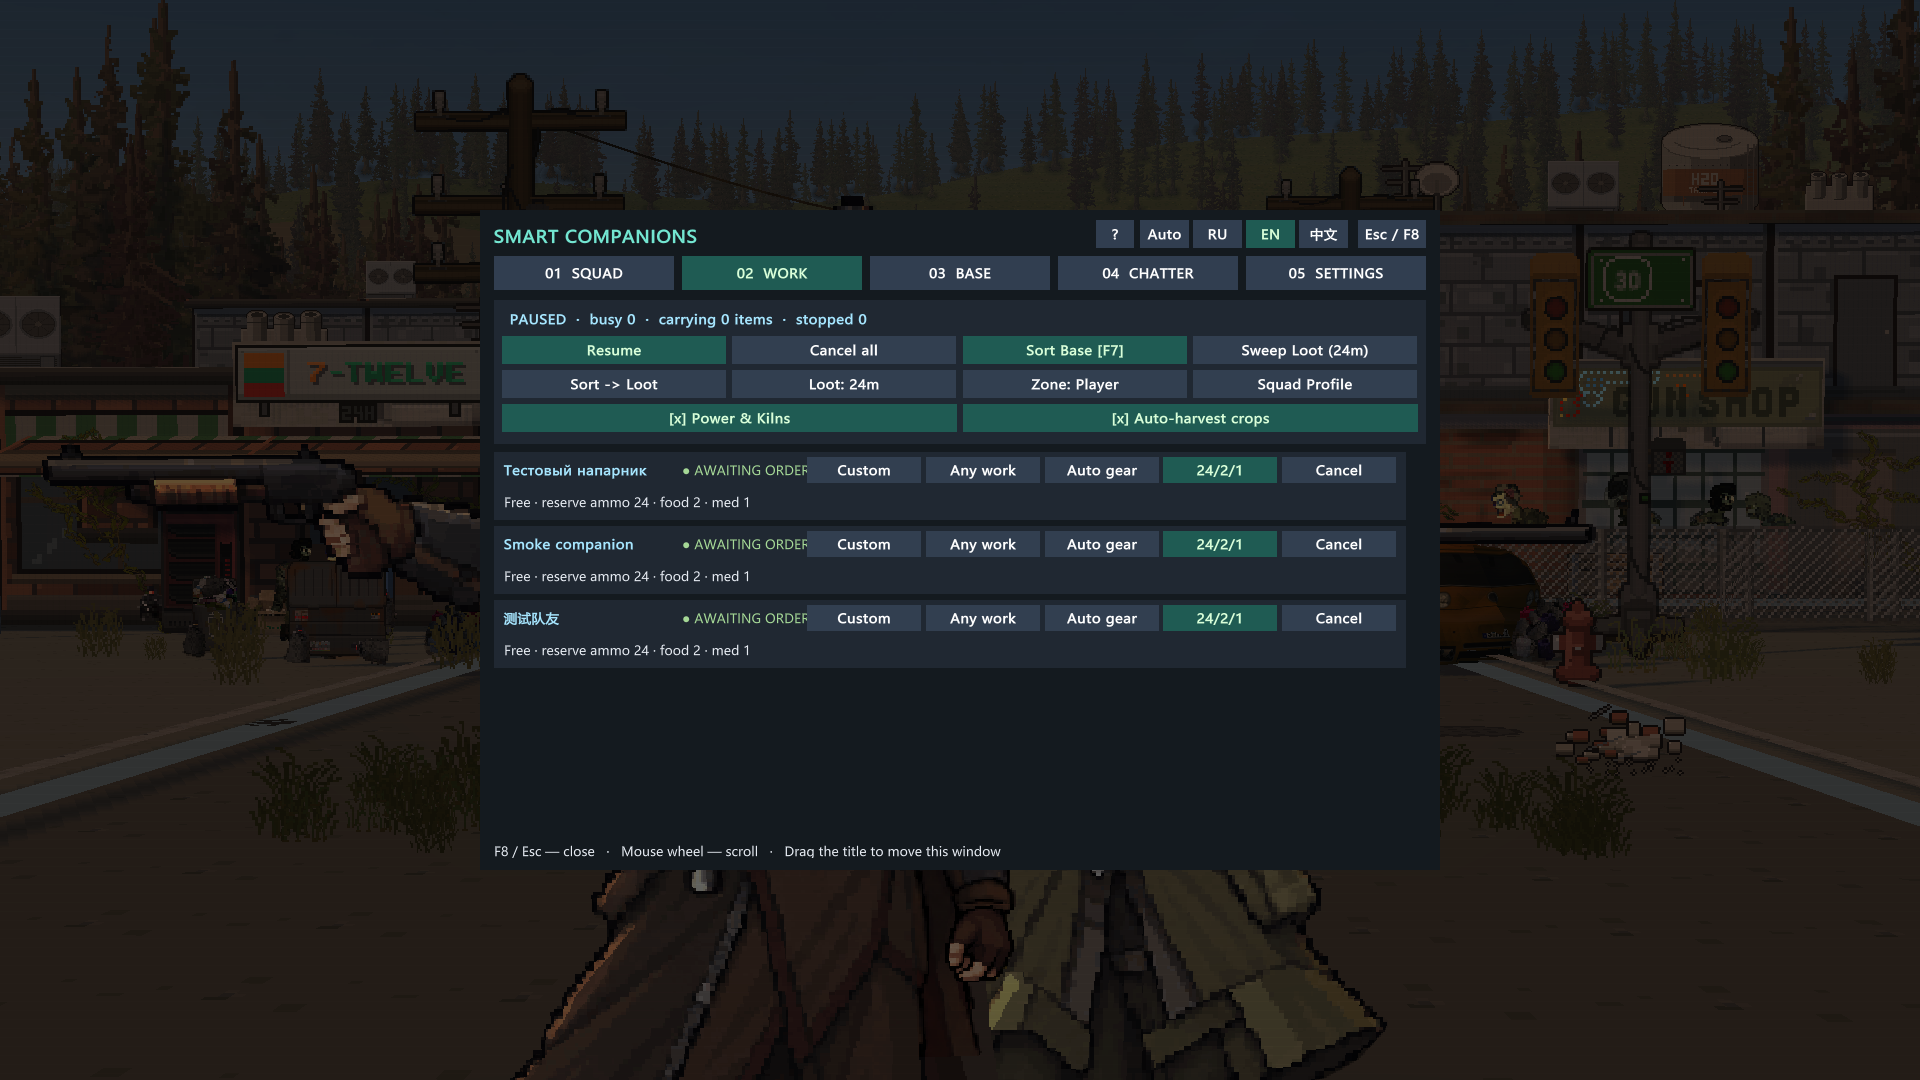 SMART COMPANIONS
? Auto RU EN 中文 Esc / F8
01 SQUAD 02 WORK 03 BASE 04 CHATTER 05 SETTINGS
PAUSED · busy 0 · carrying 0 items · stopped 0
Resume Cancel all Sort Base [F7] Sweep Loot (24m)
Sort -> Loot Loot: 24m Zone: Player Squad Profile
[x] Power & Kilns [x] Auto-harvest crops
Тестовый напарник ● AWAITING ORDER Custom Any work Auto gear 24/2/1 Cancel
Free · reserve ammo 24 · food 2 · med 1
Smoke companion ● AWAITING ORDER Custom Any work Auto gear 24/2/1 Cancel
Free · reserve ammo 24 · food 2 · med 1
测试队友 ● AWAITING ORDER Custom Any work Auto gear 24/2/1 Cancel
Free · reserve ammo 24 · food 2 · med 1
F8 / Esc — close · Mouse wheel — scroll · Drag the title to move this window
7-TWELVE
24H
H2O
30
GUN SHOP